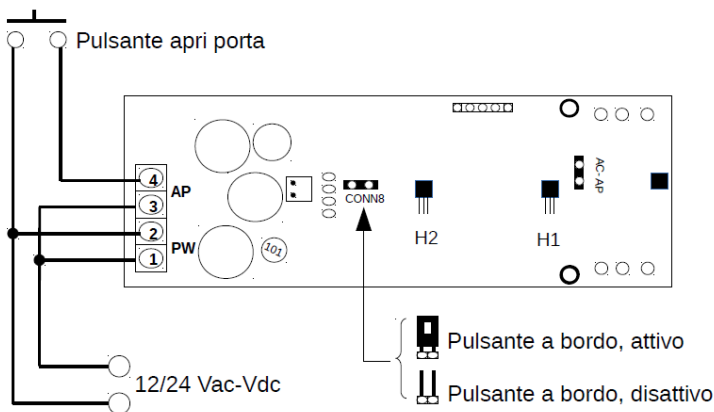 Pulsante apri porta
4
AP
3
2
PW
1
101
CONN8
H2
H1
AC- AP
Pulsante a bordo, attivo
Pulsante a bordo, disattivo
12/24 Vac-Vdc